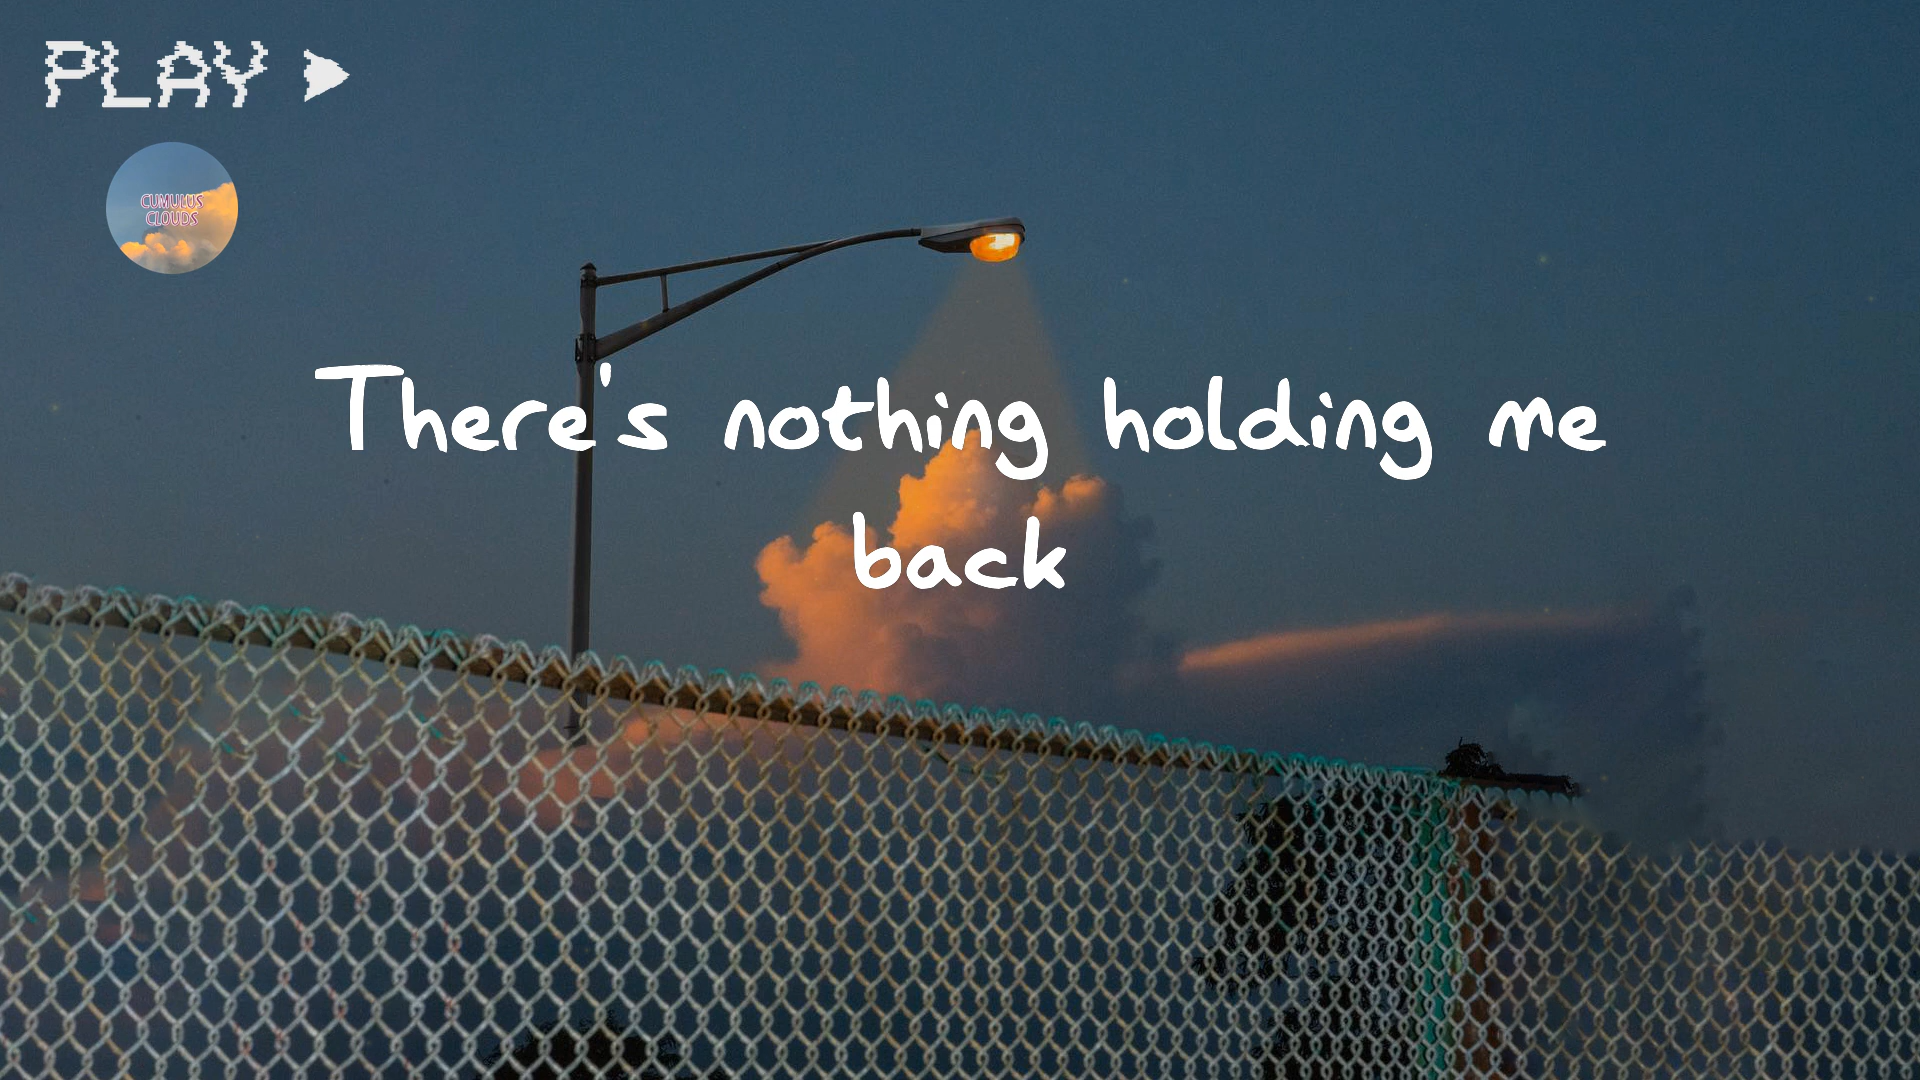 PLAY
CUMULUS
CLOUDS
There's nothing holding me
back